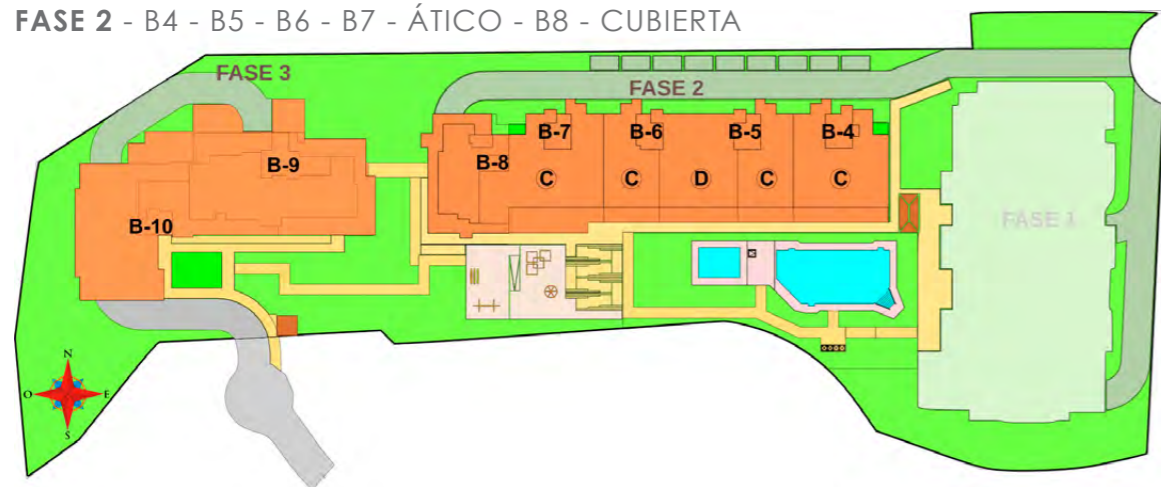 FASE 2 - B4 - B5 - B6 - B7 - ÁTICO - B8 - CUBIERTA
FASE 3
FASE 2
B-7 B-6 B-5 B-4
B-8
B-9
C C D C C
B-10
FASE 1
N
O E
S